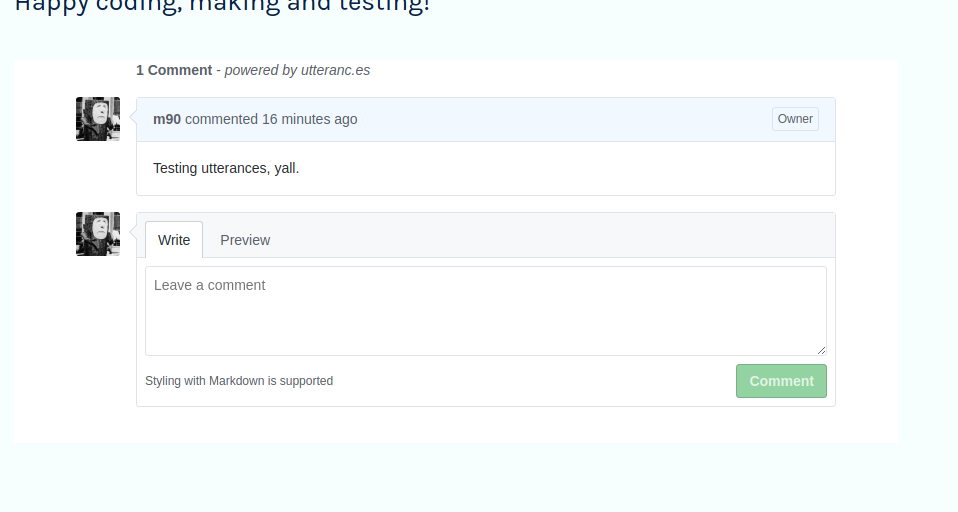 Happy coding, making and testing!
1 Comment - powered by utteranc.es
m90 commented 16 minutes ago
Owner
Testing utterances, yall.
Write
Preview
Leave a comment
Styling with Markdown is supported
Comment